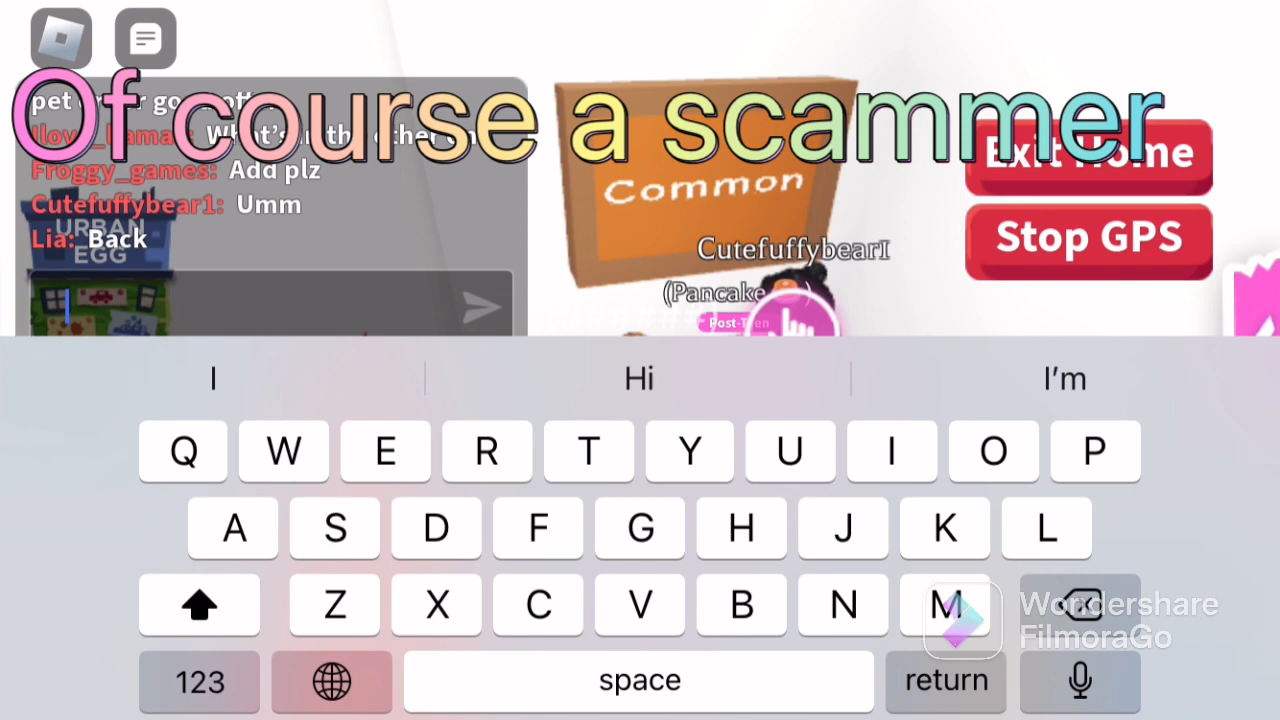 Of course a scammer
pet
What's
Froggy_games: Add plz
Cutefuffybear1: Umm
Lia: Back
URBAN
EGG
Common
Cutefuffybear1
(Pancake
Post-Teen
Exit Home
Stop GPS
I Hi I'm
Q W E R T Y U I O P
A S D F G H J K L
Z X C V B N M
123 space return
Wondershare
FilmoraGo